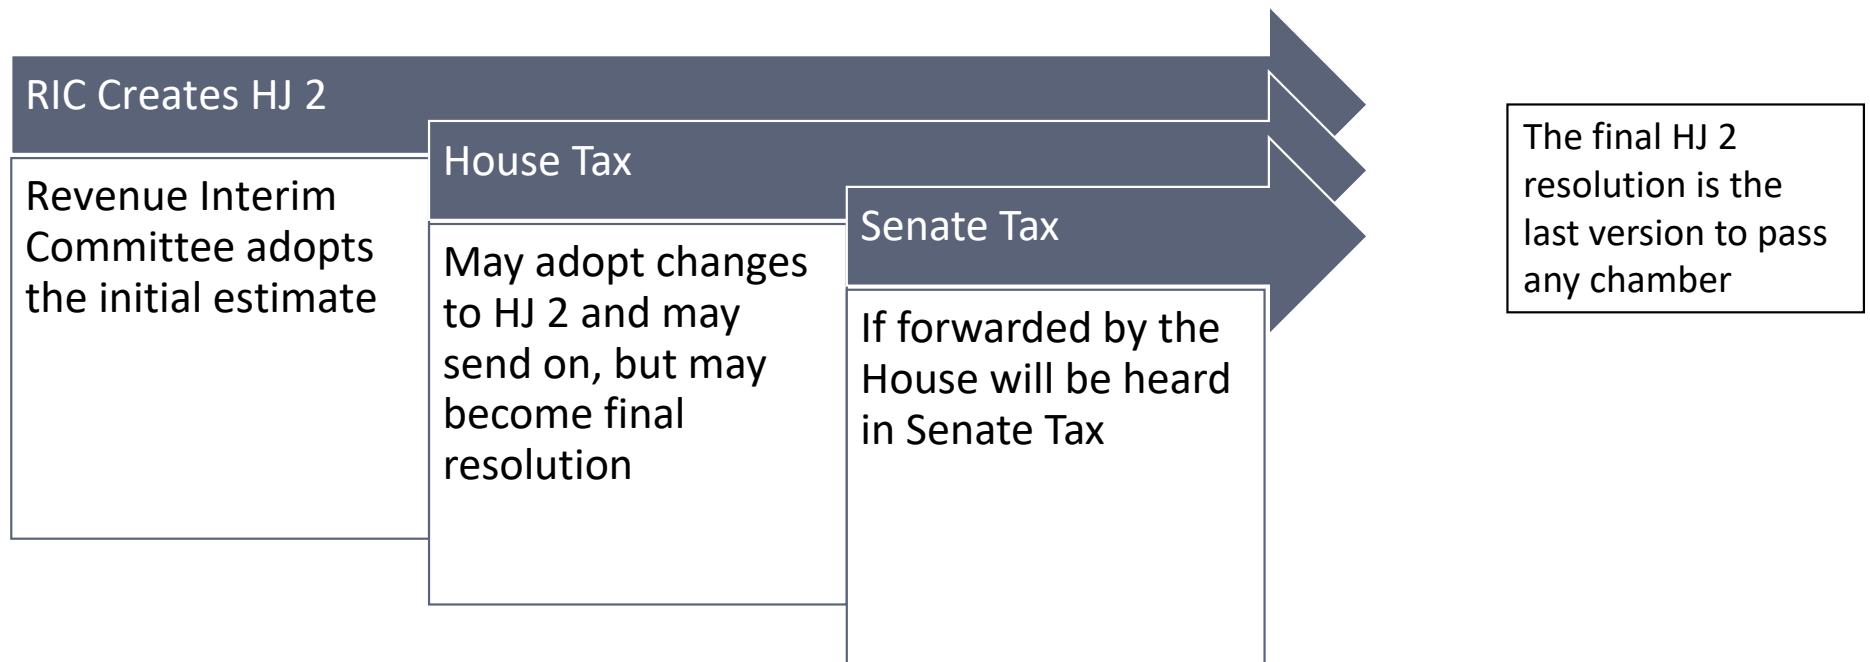 RIC Creates HJ 2
Revenue Interim
Committee adopts
the initial estimate
House Tax
May adopt changes
to HJ 2 and may
send on, but may
become final
resolution
Senate Tax
If forwarded by the
House will be heard
in Senate Tax
The final HJ 2
resolution is the
last version to pass
any chamber